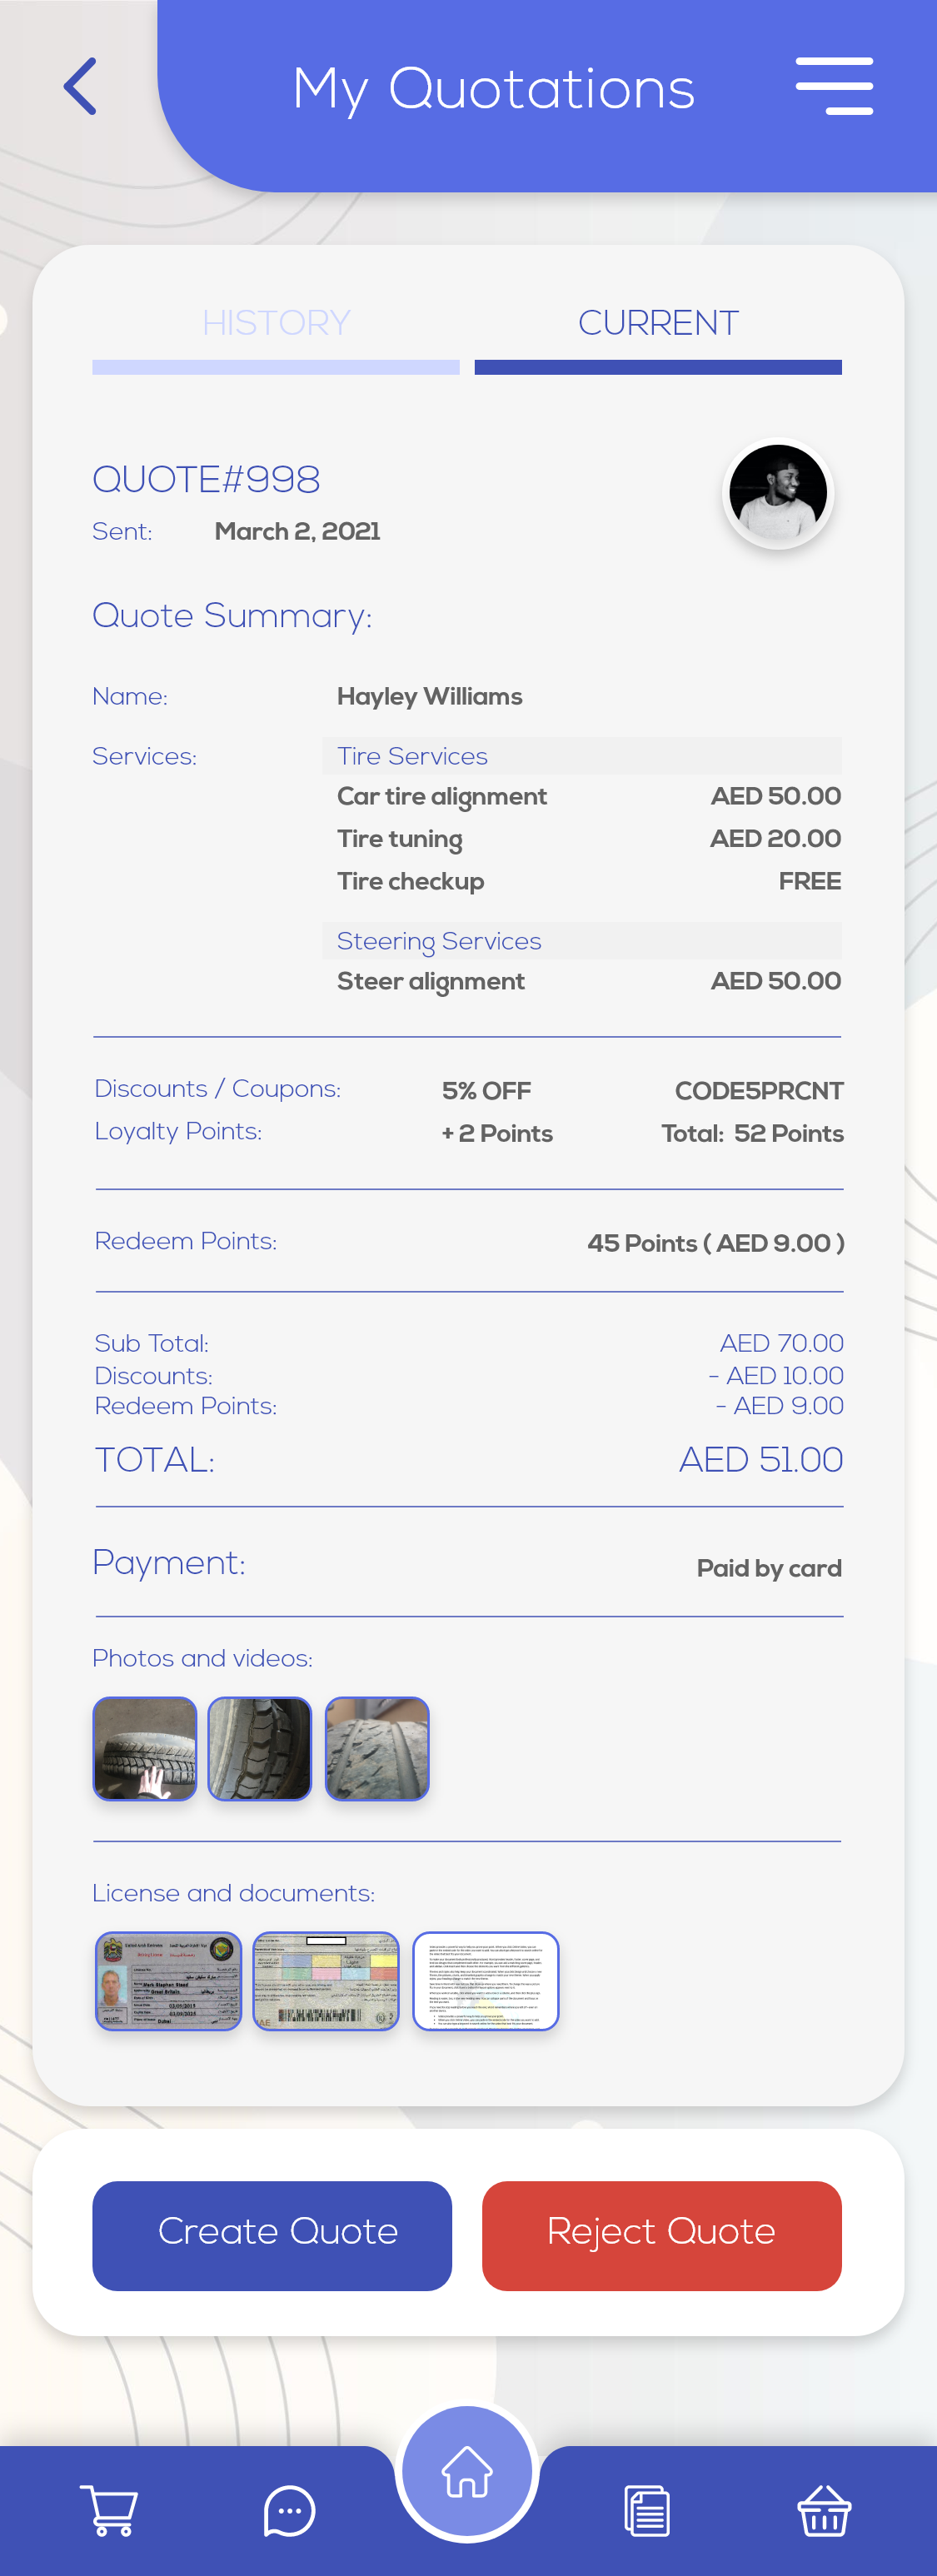 My Quotations
HISTORY
CURRENT
QUOTE#998
Sent: March 2, 2021
Quote Summary:
Name: Hayley Williams
Services: Tire Services
Car tire alignment AED 50.00
Tire tuning AED 20.00
Tire checkup FREE
Steering Services
Steer alignment AED 50.00
Discounts / Coupons: 5% OFF CODE5PRCNT
Loyalty Points: + 2 Points Total: 52 Points
Redeem Points: 45 Points ( AED 9.00 )
Sub Total: AED 70.00
Discounts: - AED 10.00
Redeem Points: - AED 9.00
TOTAL: AED 51.00
Payment: Paid by card
Photos and videos:
License and documents:
Create Quote
Reject Quote